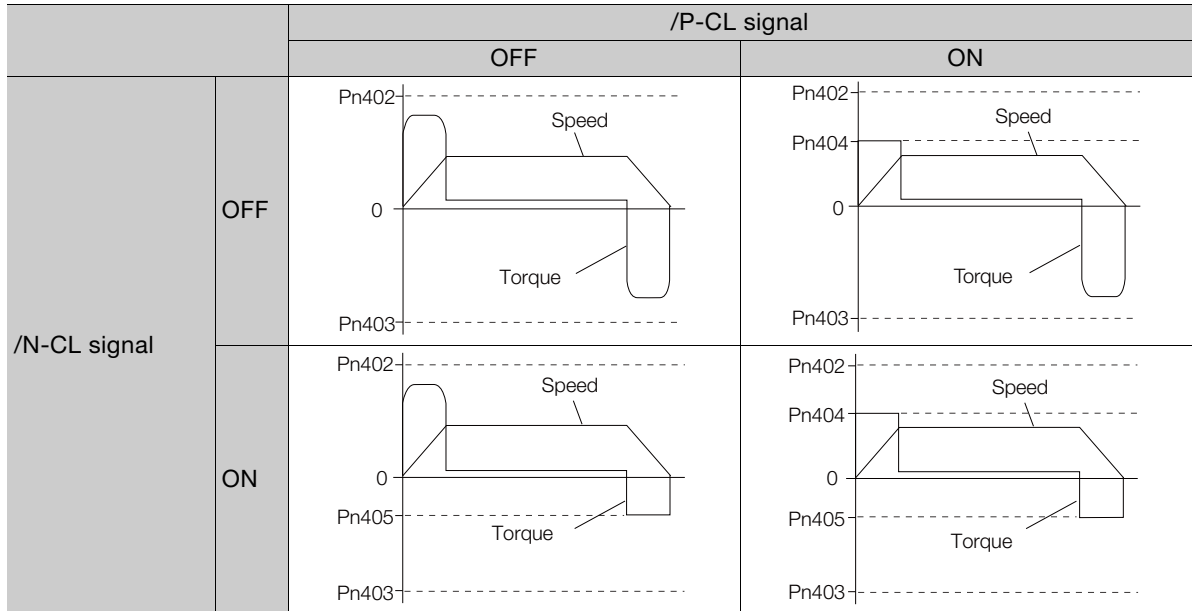 /P-CL signal
OFF
ON
/N-CL signal
OFF
Pn402
Speed
0
Torque
Pn403
Pn402
Speed
Pn404
0
Torque
Pn403
ON
Pn402
Speed
0
Pn405
Torque
Pn403
Pn402
Speed
Pn404
0
Pn405
Torque
Pn403